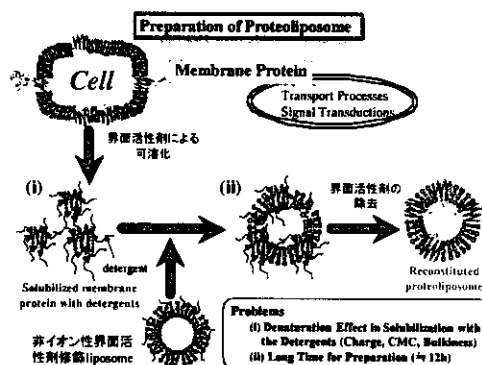 Preparation of Proteoliposome
Cell
Membrane Protein
Transport Processes
Signal Transductions
界面活性剤による
可溶化
(i)
(ii)
界面活性剤の
除去
detergent
Solubilized membrane
protein with detergents
Reconstituted
proteoliposome
非イオン性界面活
性剤修飾liposome
Problems
(i) Denaturation Effect in Solubilization with
the Detergents (Charge, CMC, Bulkiness)
(ii) Long Time for Preparation (≒ 12h)